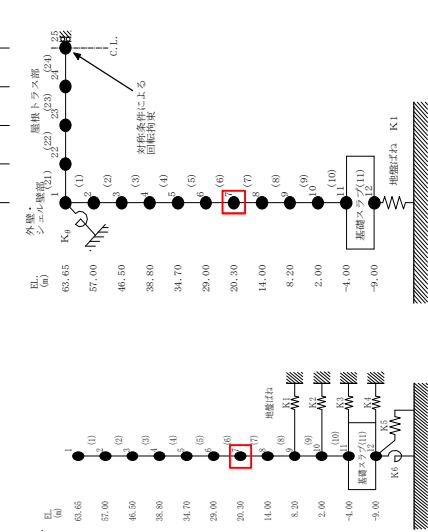 C.L.
25
(24)
24
屋根トラス部
(23)
23
(22)
22
(21)
対称条件による
回転拘束
外壁・
シェル壁部
EL.
(m)
Kθ
63.65 1
(1)
57.00 2
(2)
46.50 3
(3)
38.80 4
(4)
34.70 5
(5)
29.00 6
(6)
20.30 7
(7)
14.00 8
(8)
8.20 9
(9)
2.00 10
(10)
-4.00 11
基礎スラブ(11)
-9.00 12
地盤ばね K1
EL.
(m)
63.65 1
(1)
57.00 2
(2)
46.50 3
(3)
38.80 4
(4)
34.70 5
(5)
29.00 6
(6)
20.30 7
(7)
14.00 8
(8)
地盤ばね
8.20 9 K1
(9)
2.00 10 K2
(10)
-4.00 11 K3
基礎スラブ(11)
-9.00 12 K4
K5
K6